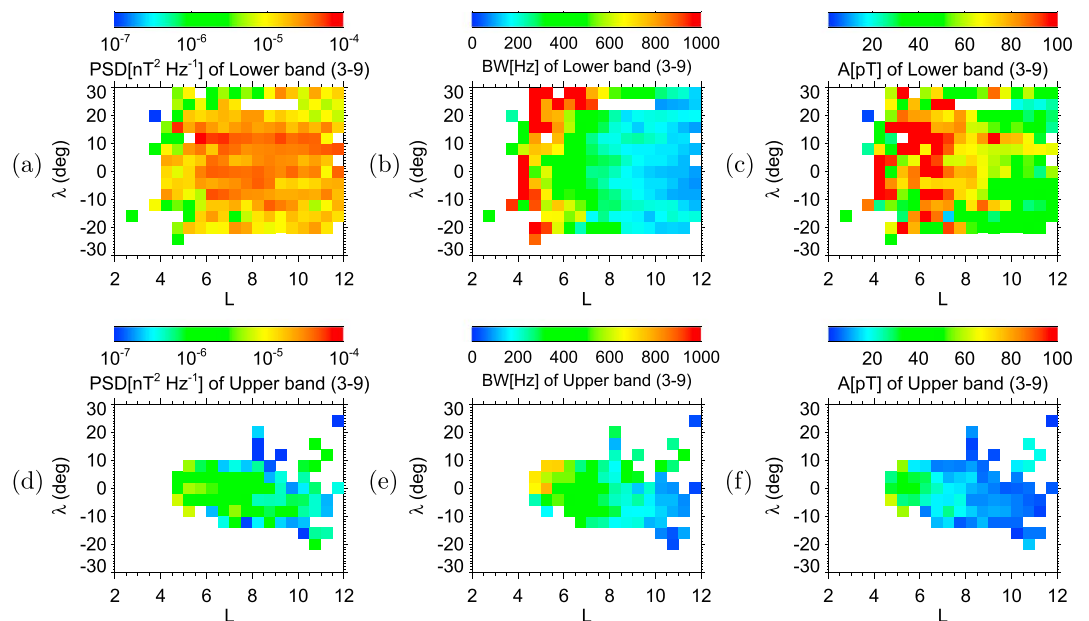 10-7 10-6 10-5 10-4
PSD[nT2 Hz-1] of Lower band (3-9)
(a)
λ (deg)
30
20
10
0
-10
-20
-30
2 4 6 8 10 12
L
0 200 400 600 800 1000
BW[Hz] of Lower band (3-9)
(b)
λ (deg)
30
20
10
0
-10
-20
-30
2 4 6 8 10 12
L
20 40 60 80 100
A[pT] of Lower band (3-9)
(c)
λ (deg)
30
20
10
0
-10
-20
-30
2 4 6 8 10 12
L
10-7 10-6 10-5 10-4
PSD[nT2 Hz-1] of Upper band (3-9)
(d)
λ (deg)
30
20
10
0
-10
-20
-30
2 4 6 8 10 12
L
0 200 400 600 800 1000
BW[Hz] of Upper band (3-9)
(e)
λ (deg)
30
20
10
0
-10
-20
-30
2 4 6 8 10 12
L
20 40 60 80 100
A[pT] of Upper band (3-9)
(f)
λ (deg)
30
20
10
0
-10
-20
-30
2 4 6 8 10 12
L